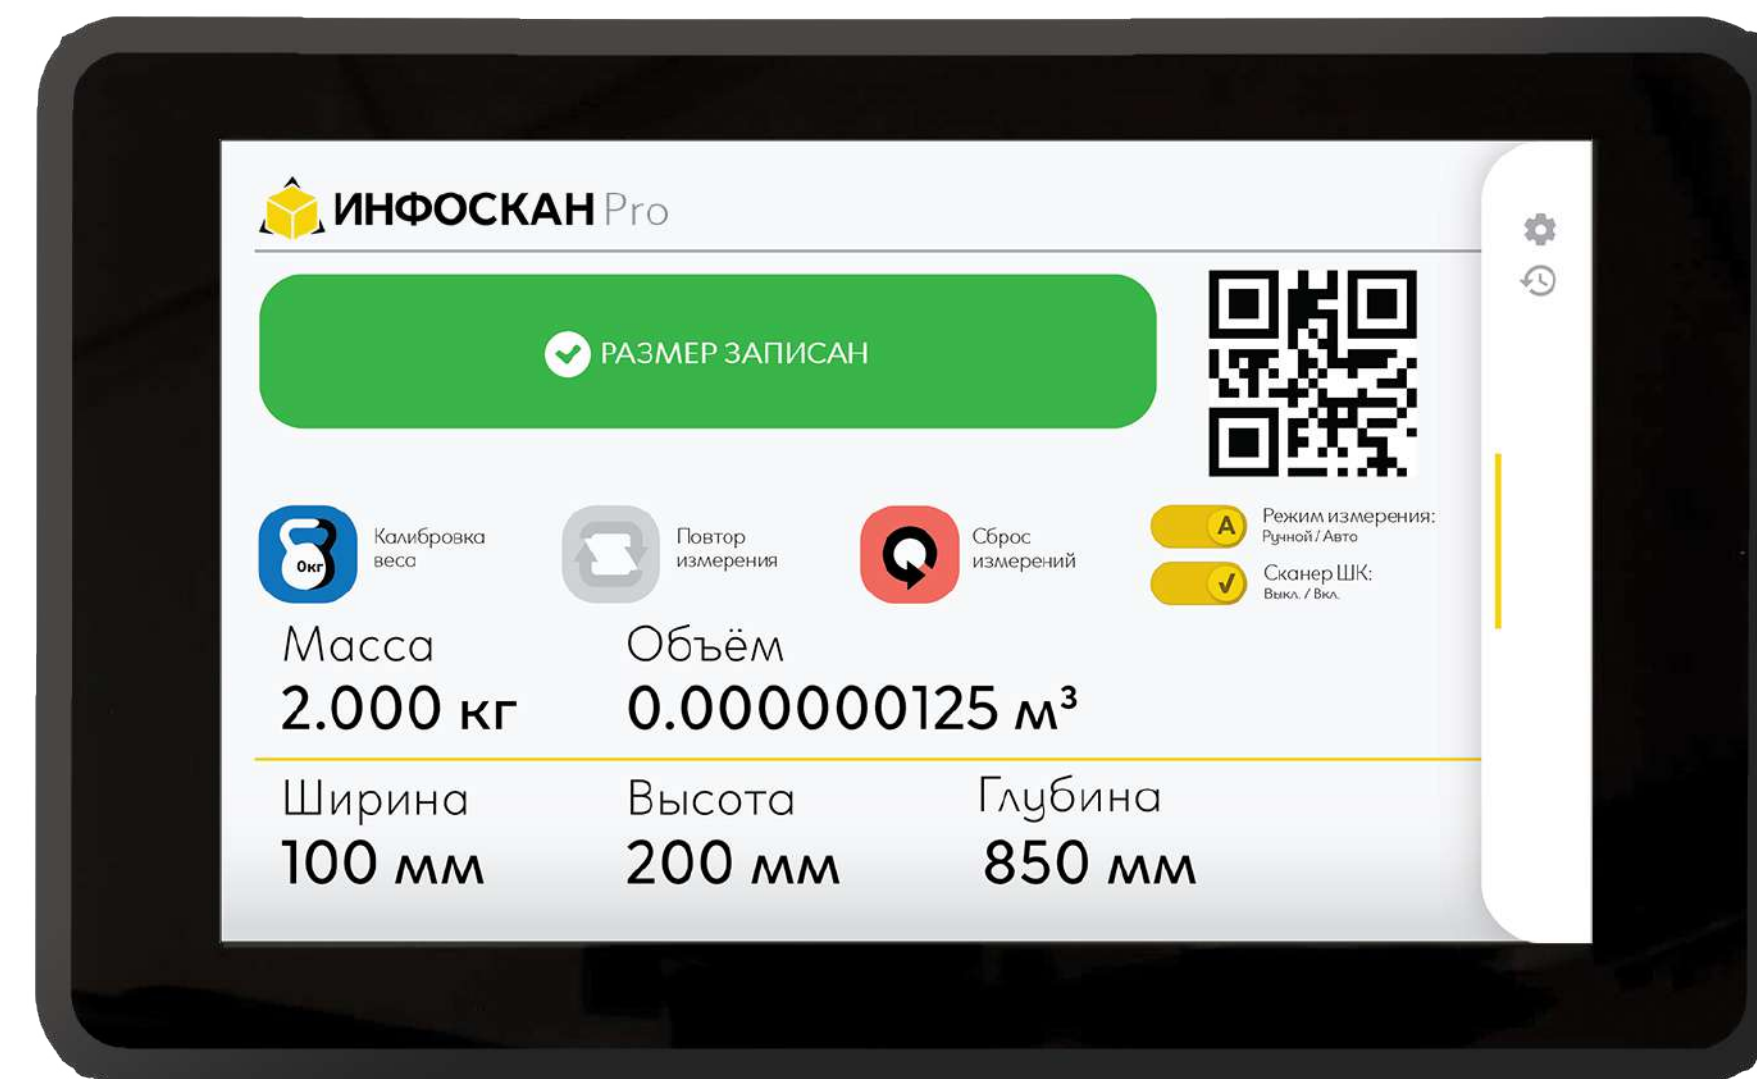 ИНФОСКАН Pro
РАЗМЕР ЗАПИСАН
0кг
Калибровка
веса
Повтор
измерения
Сброс
измерений
А
Режим измерения:
Ручной / Авто
Сканер ШК:
Выкл. / Вкл.
Масса
2.000 кг
Объём
0.000000125 м³
Ширина
100 мм
Высота
200 мм
Глубина
850 мм